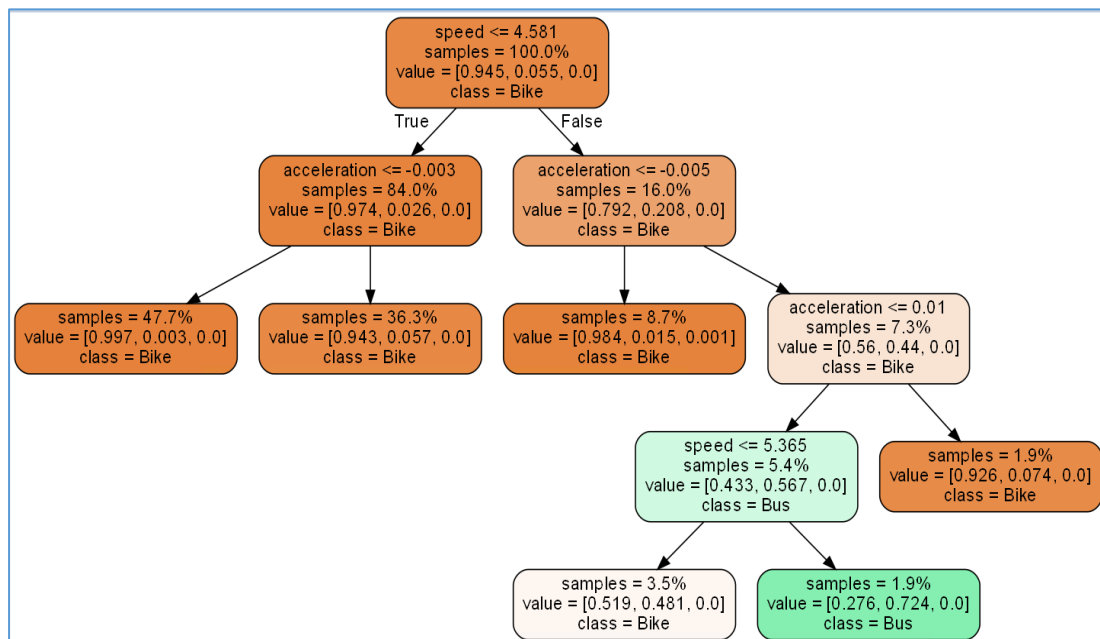 speed <= 4.581
samples = 100.0%
value = [0.945, 0.055, 0.0]
class = Bike
True
False
acceleration <= -0.003
samples = 84.0%
value = [0.974, 0.026, 0.0]
class = Bike
acceleration <= -0.005
samples = 16.0%
value = [0.792, 0.208, 0.0]
class = Bike
samples = 47.7%
value = [0.997, 0.003, 0.0]
class = Bike
samples = 36.3%
value = [0.943, 0.057, 0.0]
class = Bike
samples = 8.7%
value = [0.984, 0.015, 0.001]
class = Bike
acceleration <= 0.01
samples = 7.3%
value = [0.56, 0.44, 0.0]
class = Bike
speed <= 5.365
samples = 5.4%
value = [0.433, 0.567, 0.0]
class = Bus
samples = 1.9%
value = [0.926, 0.074, 0.0]
class = Bike
samples = 3.5%
value = [0.519, 0.481, 0.0]
class = Bike
samples = 1.9%
value = [0.276, 0.724, 0.0]
class = Bus